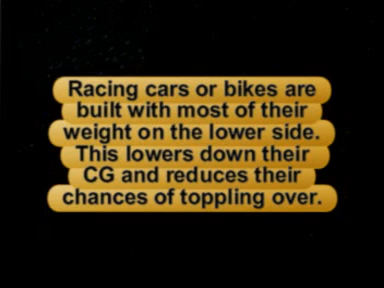 Racing cars or bikes are
built with most of their
weight on the lower side.
This lowers down their
CG and reduces their
chances of toppling over.